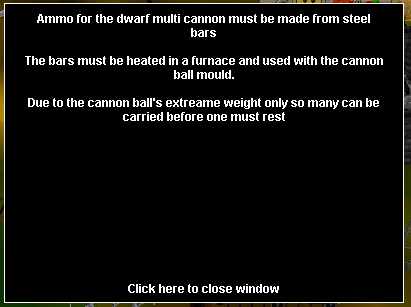 Ammo for the dwarf multi cannon must be made from steel
bars
The bars must be heated in a furnace and used with the cannon
ball mould.
Due to the cannon ball's extreame weight only so many can be
carried before one must rest
Click here to close window